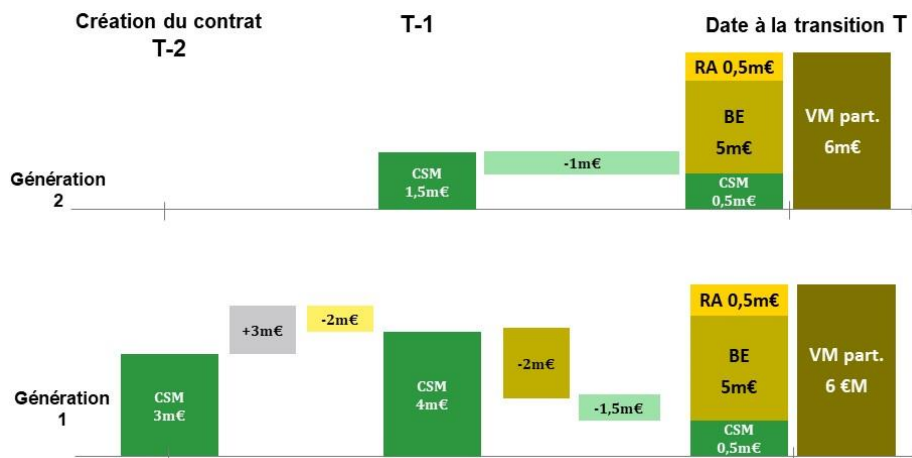 Création du contrat
T-2
T-1
Date à la transition T
Génération
2
CSM
1,5m€
-1m€
RA 0,5m€
BE
5m€
CSM
0,5m€
VM part.
6m€
Génération
1
CSM
3m€
+3m€
-2m€
CSM
4m€
-2m€
-1,5m€
RA 0,5m€
BE
5m€
CSM
0,5m€
VM part.
6 €M